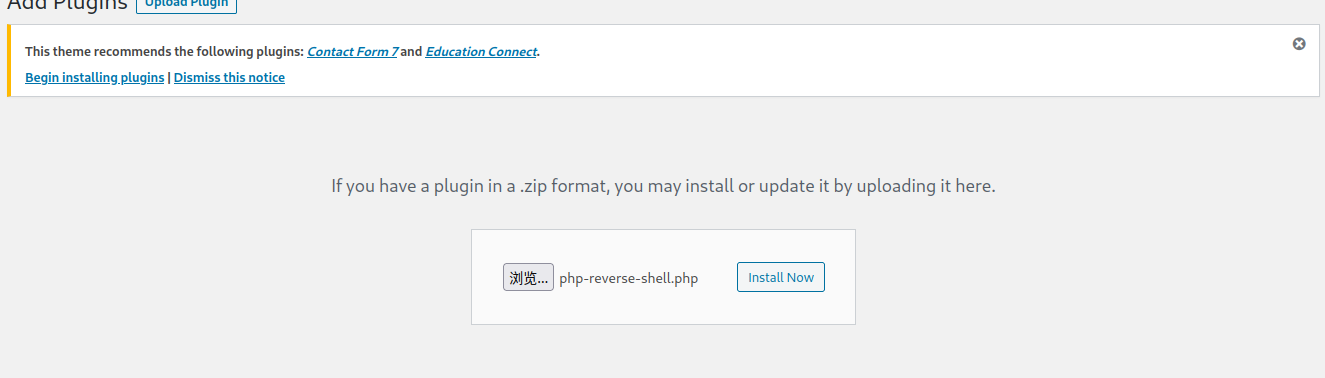 Add Plugins Upload Plugin
This theme recommends the following plugins: Contact Form 7 and Education Connect.
Begin installing plugins | Dismiss this notice
If you have a plugin in a .zip format, you may install or update it by uploading it here.
浏览... php-reverse-shell.php Install Now